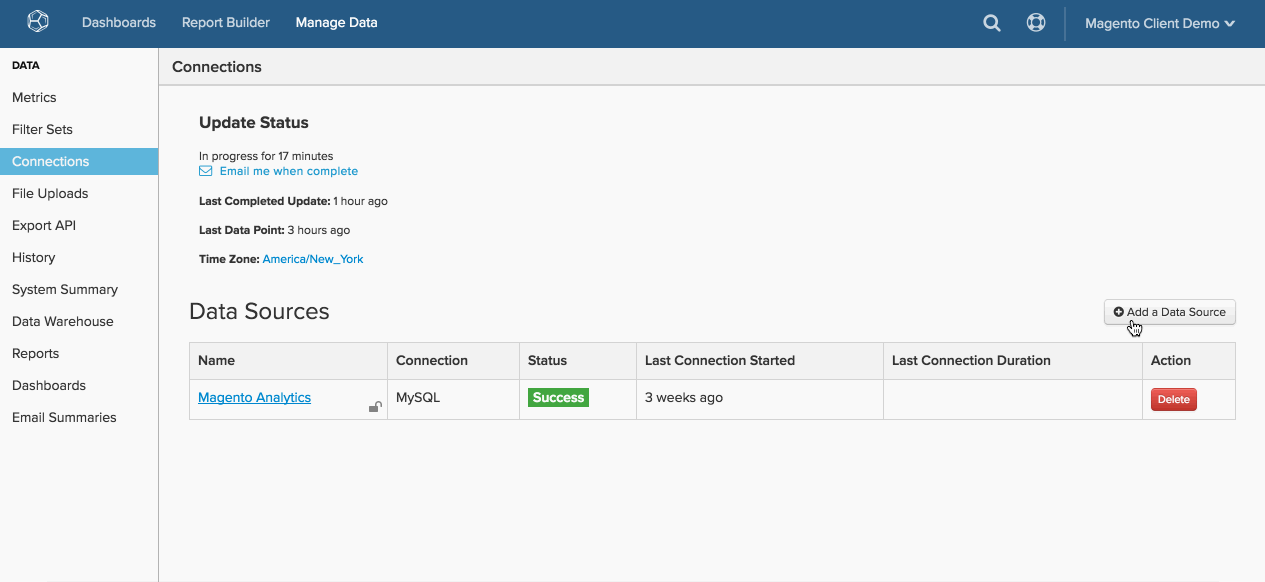 Dashboards Report Builder Manage Data Magento Client Demo
DATA
Metrics
Filter Sets
Connections
File Uploads
Export API
History
System Summary
Data Warehouse
Reports
Dashboards
Email Summaries
Connections
Update Status
In progress for 17 minutes
Email me when complete
Last Completed Update: 1 hour ago
Last Data Point: 3 hours ago
Time Zone: America/New_York
Data Sources
Add a Data Source
Name Connection Status Last Connection Started Last Connection Duration Action
Magento Analytics MySQL Success 3 weeks ago Delete